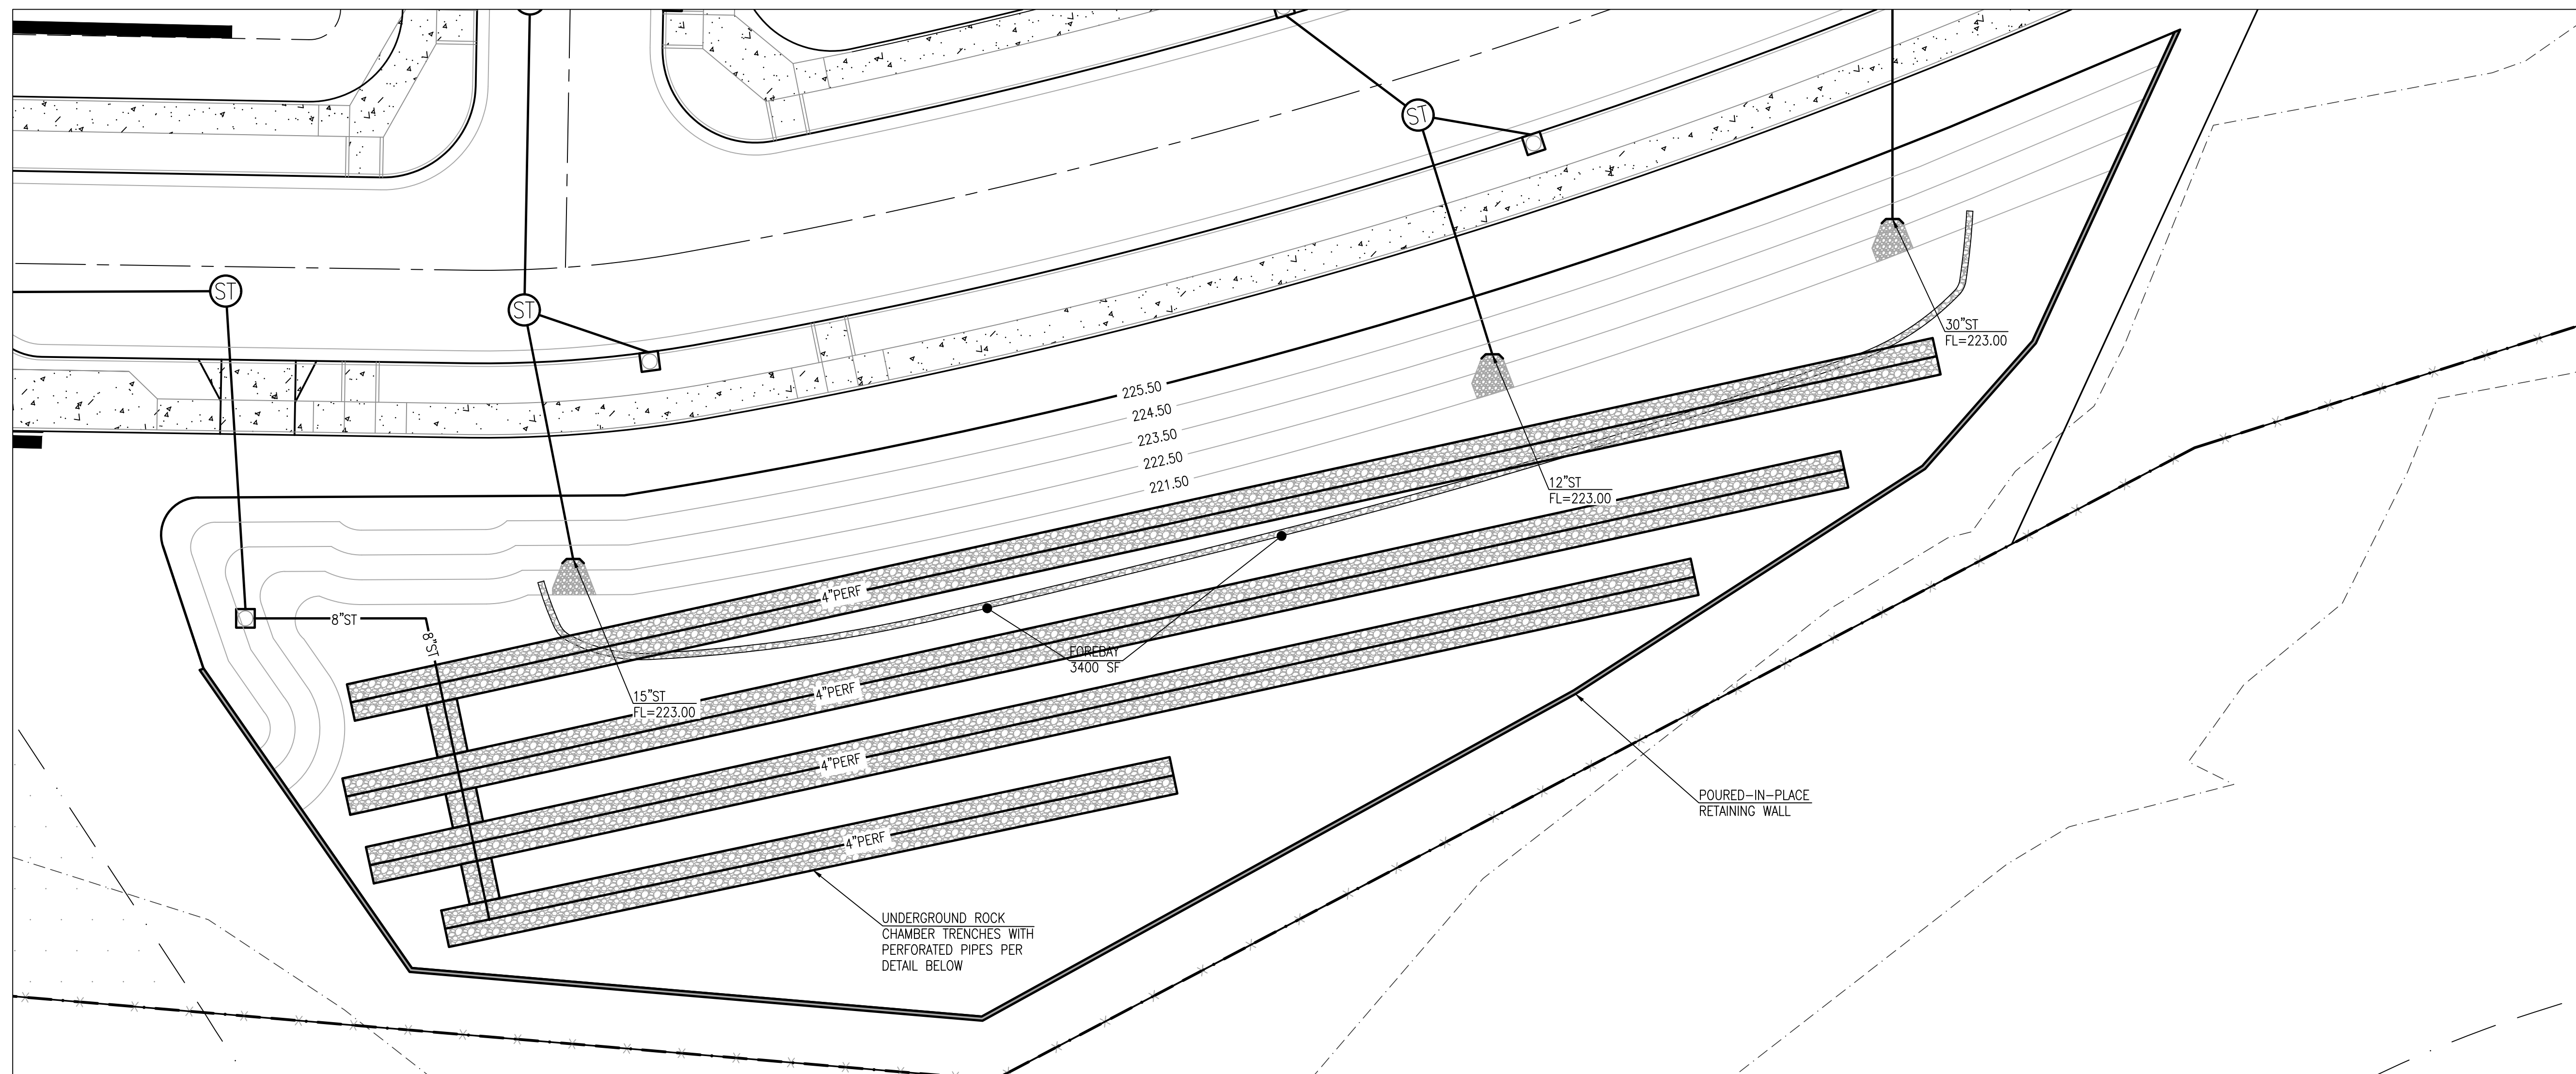 ST
ST
ST
30"ST
FL=223.00
225.50
224.50
223.50
222.50
221.50
12"ST
FL=223.00
4"PERF
8"ST
8"ST
FOREBAY
3400 SF
4"PERF
15"ST
FL=223.00
4"PERF
POURED-IN-PLACE
RETAINING WALL
4"PERF
UNDERGROUND ROCK
CHAMBER TRENCHES WITH
PERFORATED PIPES PER
DETAIL BELOW